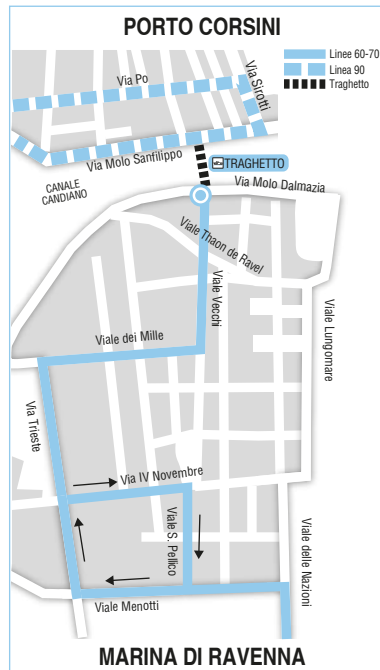 PORTO CORSINI
Linee 60-70
Linea 90
Traghetto
Via Po
Via Sirotti
Via Molo Sanfilippo
TRAGHETTO
CANALE
CANDIANO
Via Molo Dalmazia
Viale Thaon de Ravel
Viale Vecchi
Viale dei Mille
Viale Lungomare
Via Trieste
Via IV Novembre
Viale S. Pellico
Viale delle Nazioni
Viale Menotti
MARINA DI RAVENNA